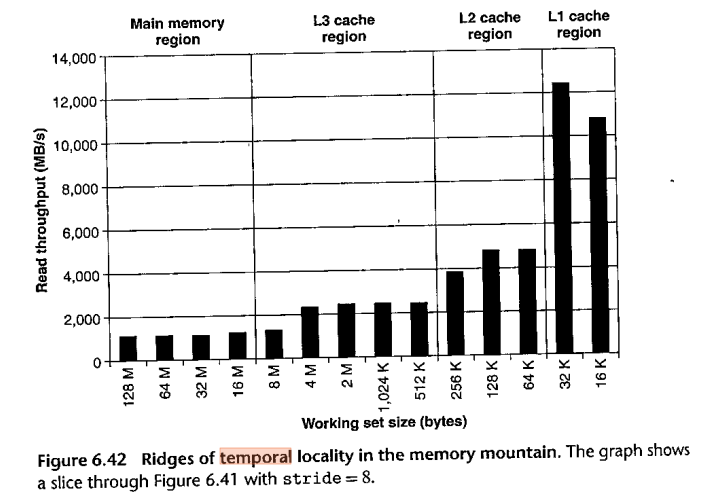 Main memory region
L3 cache region
L2 cache region
L1 cache region
14,000
12,000
10,000
8,000
6,000
4,000
2,000
0
Read throughput (MB/s)
128 M
64 M
32 M
16 M
8 M
4 M
2 M
1,024 K
512 K
256 K
128 K
64 K
32 K
16 K
Working set size (bytes)
Figure 6.42 Ridges of temporal locality in the memory mountain. The graph shows
a slice through Figure 6.41 with stride = 8.